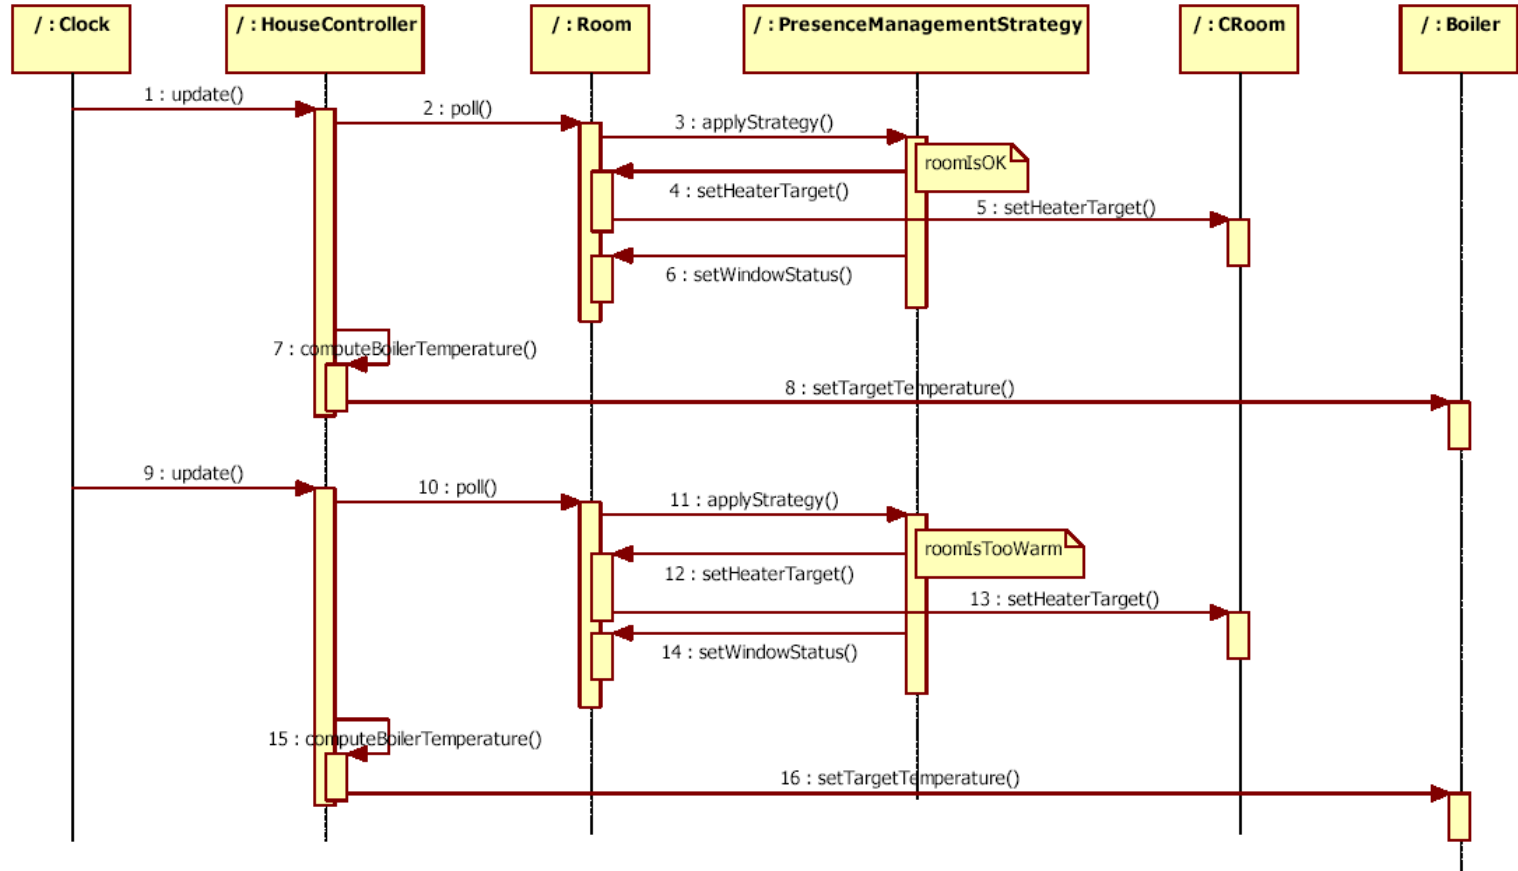 / : Clock
/ : HouseController
/ : Room
/ : PresenceManagementStrategy
/ : CRoom
/ : Boiler
1 : update()
2 : poll()
3 : applyStrategy()
roomIsOK
4 : setHeaterTarget()
5 : setHeaterTarget()
6 : setWindowStatus()
7 : computeBoilerTemperature()
8 : setTargetTemperature()
9 : update()
10 : poll()
11 : applyStrategy()
roomIsTooWarm
12 : setHeaterTarget()
13 : setHeaterTarget()
14 : setWindowStatus()
15 : computeBoilerTemperature()
16 : setTargetTemperature()